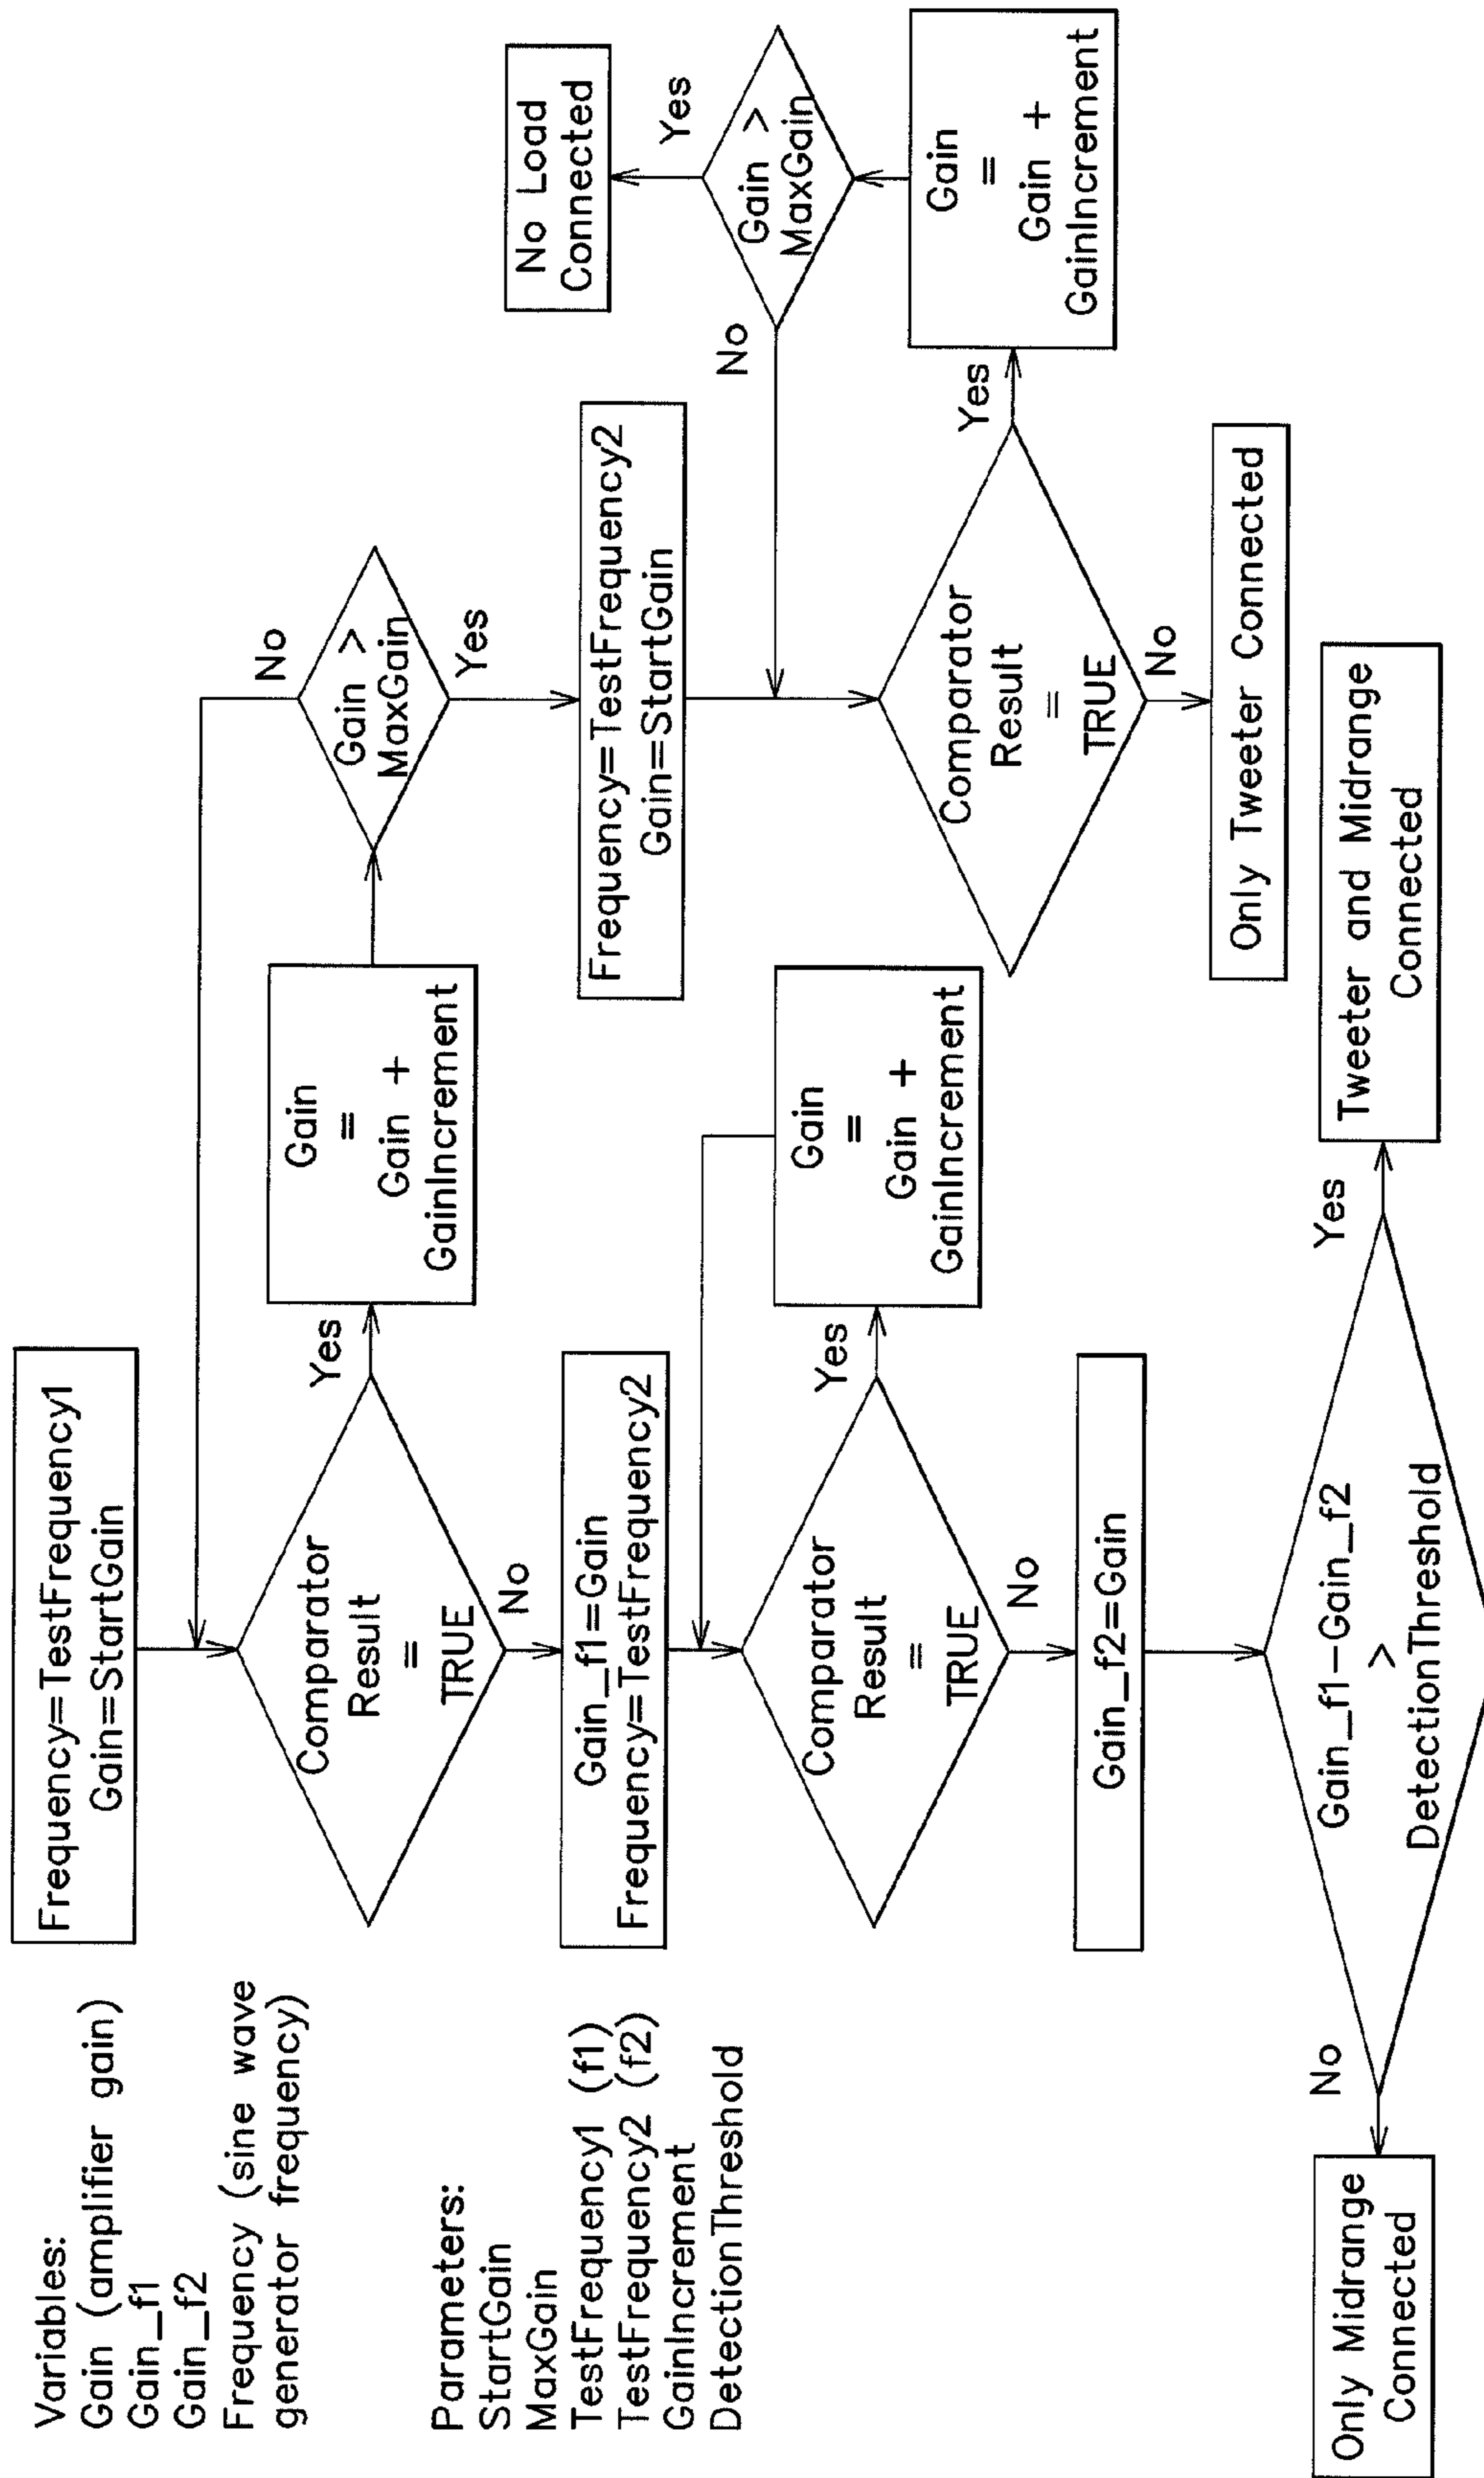 Variables:
Gain (amplifier gain)
Gain_f1
Gain_f2
Frequency (sine wave
generator frequency)
Parameters:
StartGain
MaxGain
TestFrequency1 (f1)
TestFrequency2 (f2)
GainIncrement
DetectionThreshold
Frequency=TestFrequency1
Gain=StartGain
Comparator
Result
=
TRUE
Yes
No
Gain
=
Gain +
GainIncrement
Gain >
MaxGain
No
Yes
Gain_f1=Gain
Frequency=TestFrequency2
Comparator
Result
=
TRUE
Yes
No
Gain
=
Gain +
GainIncrement
Gain_f2=Gain
Gain_f1-Gain_f2
>
DetectionThreshold
No
Yes
Only Midrange
Connected
Tweeter and Midrange
Connected
Frequency=TestFrequency2
Gain=StartGain
Comparator
Result
=
TRUE
Yes
No
Only Tweeter Connected
Gain
=
Gain +
GainIncrement
Gain >
MaxGain
No
Yes
No Load
Connected